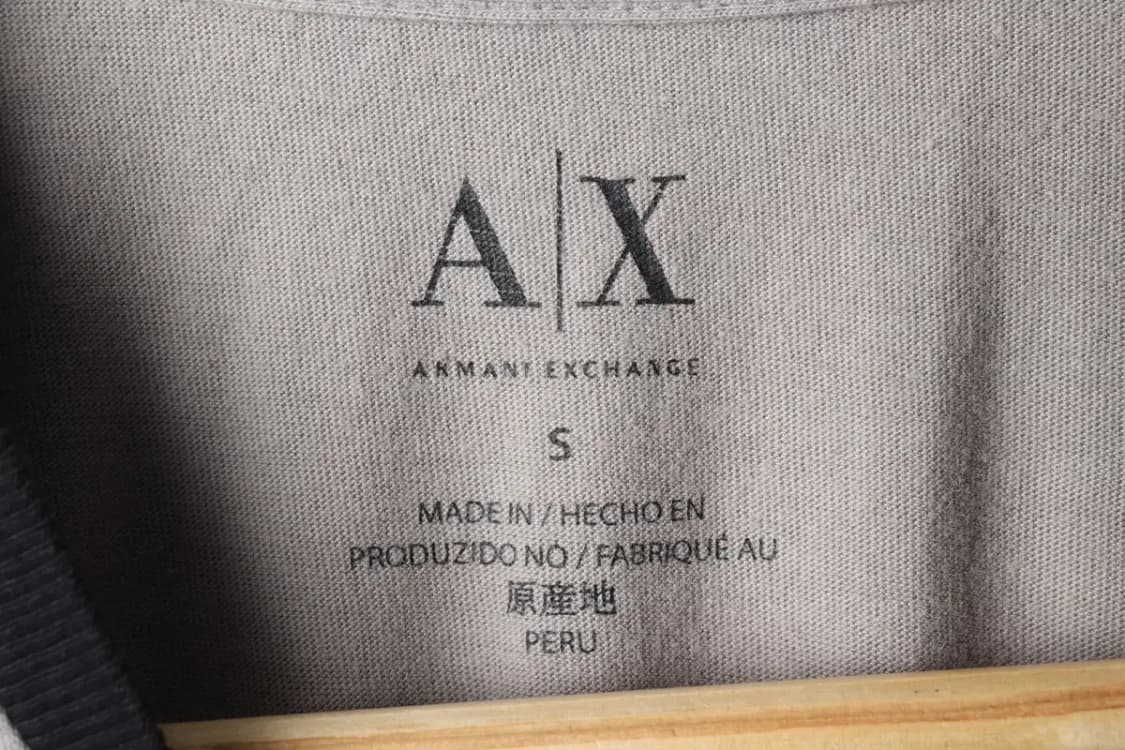 A|X
ARMANI EXCHANGE
S
MADE IN / HECHO EN
PRODUZIDO NO / FABRIQUÉ AU
原産地
PERU